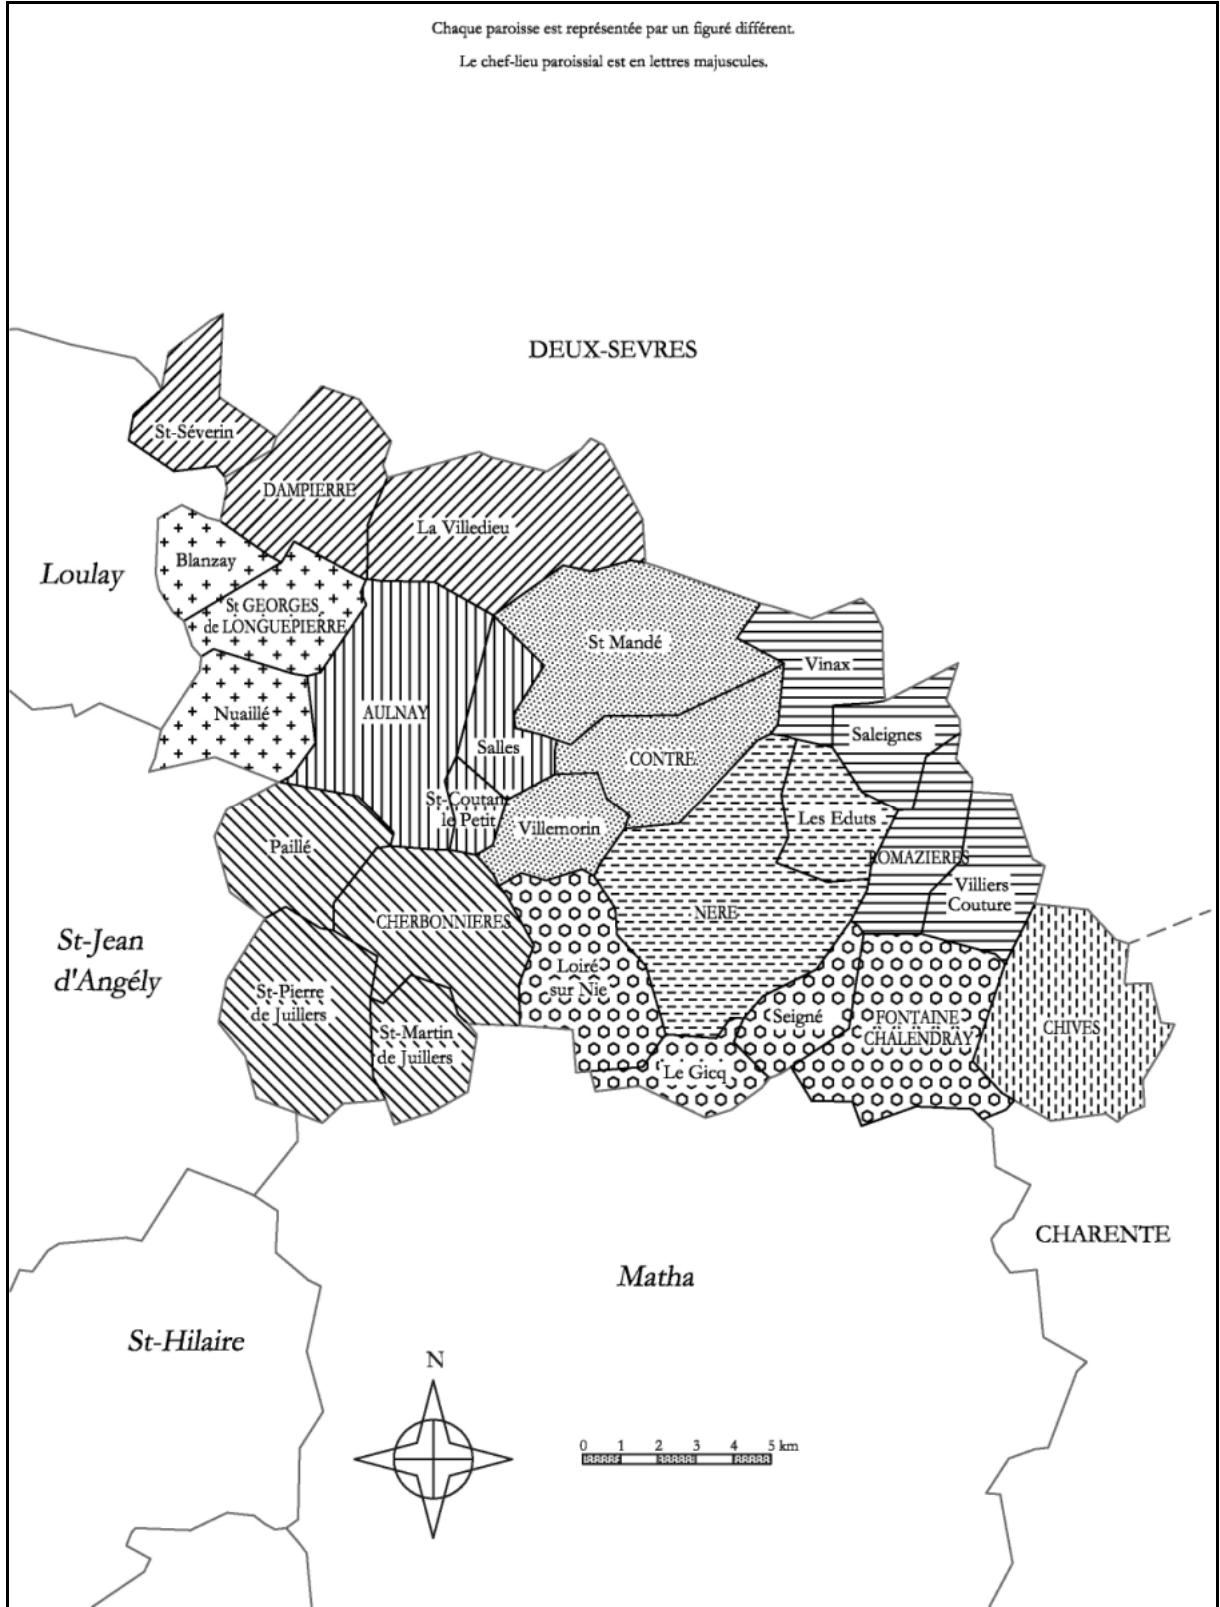 Chaque paroisse est représentée par un figuré différent.
Le chef-lieu paroissial est en lettres majuscules.
DEUX-SEVRES
St-Séverin
DAMPIERRE
La Villedieu
Blanzay
Loulay
St GEORGES
de LONGUEPIERRE
St Mandé
Vinax
Nuaillé
AULNAY
Salles
Saleignes
CONTRE
St-Coutant
le Petit
Villemorin
Les Eduts
Paillé
ROMAZIERES
Villiers
Couture
CHERBONNIERES
NERE
St-Jean
d'Angély
Loiré
sur Nie
St-Pierre
de Juillers
Seigné
FONTAINE
CHALENDRAY
CHIVES
St-Martin
de Juillers
Le Gicq
CHARENTE
Matha
St-Hilaire
N
0 1 2 3 4 5 km